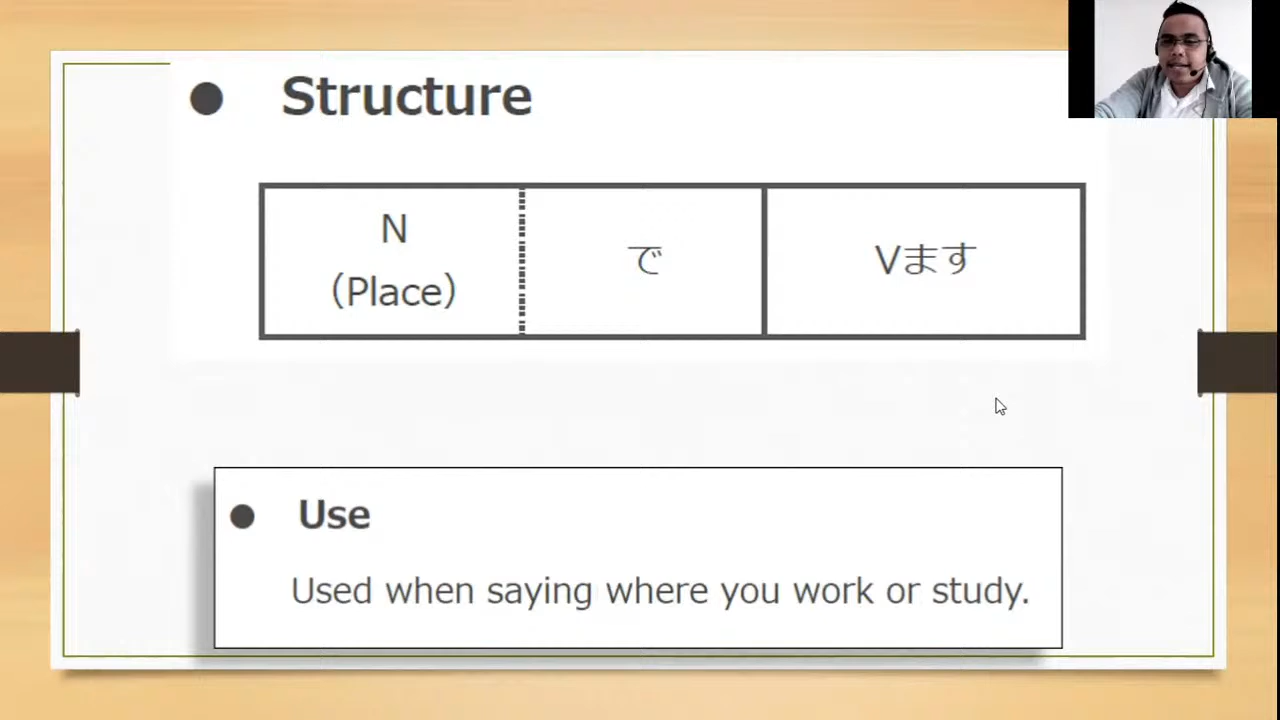 ● Structure
N
(Place)
で
Vます
● Use
Used when saying where you work or study.